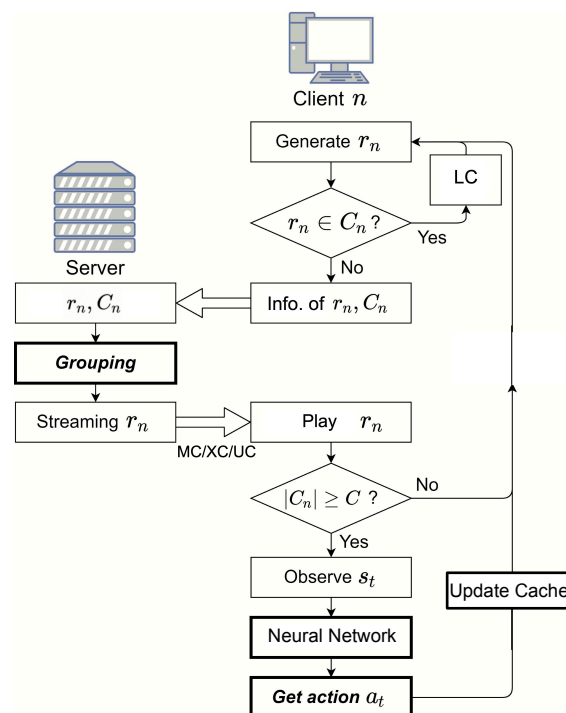 Client n
Generate r_n
LC
r_n ∈ C_n ?
Yes
Server
No
r_n, C_n
Info. of r_n, C_n
Grouping
Streaming r_n
MC/XC/UC
Play r_n
|C_n| ≥ C ?
No
Yes
Observe s_t
Update Cache
Neural Network
Get action a_t